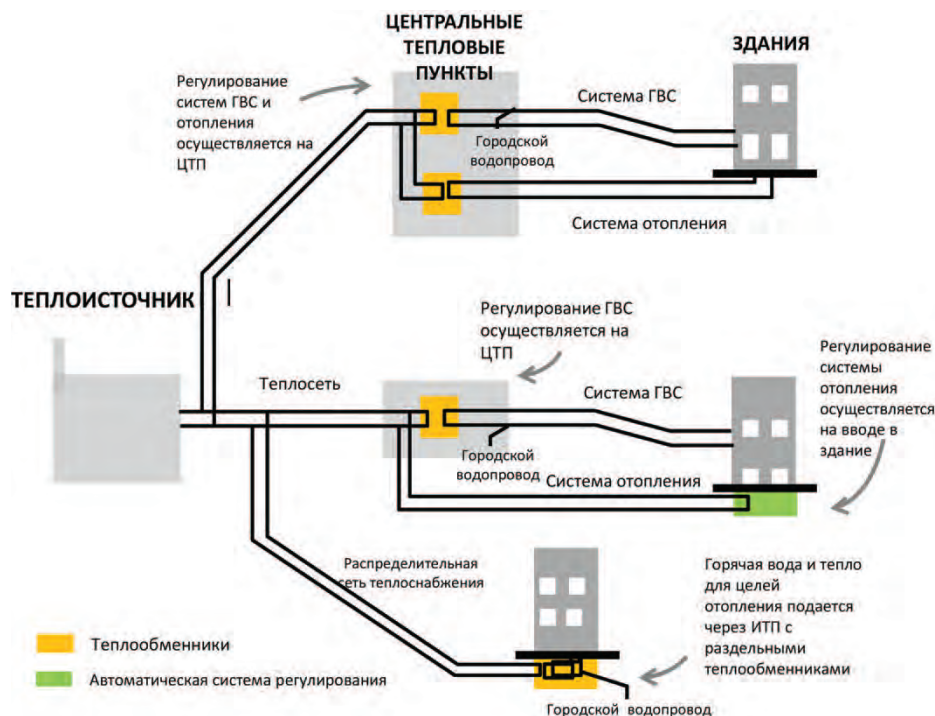 ЦЕНТРАЛЬНЫЕ
ТЕПЛОВЫЕ
ПУНКТЫ
ЗДАНИЯ
Регулирование
систем ГВС и
отопления
осуществляется на
ЦТП
Система ГВС
Городской
водопровод
Система отопления
ТЕПЛОИСТОЧНИК
Регулирование ГВС
осуществляется на
ЦТП
Регулирование
системы
отопления
осуществляется
на вводе в
здание
Теплосеть
Система ГВС
Городской
водопровод
Система отопления
Распределительная
сеть теплоснабжения
Горячая вода и тепло
для целей
отопления подается
через ИТП с
раздельными
теплообменниками
Теплообменники
Автоматическая система регулирования
Городской водопровод